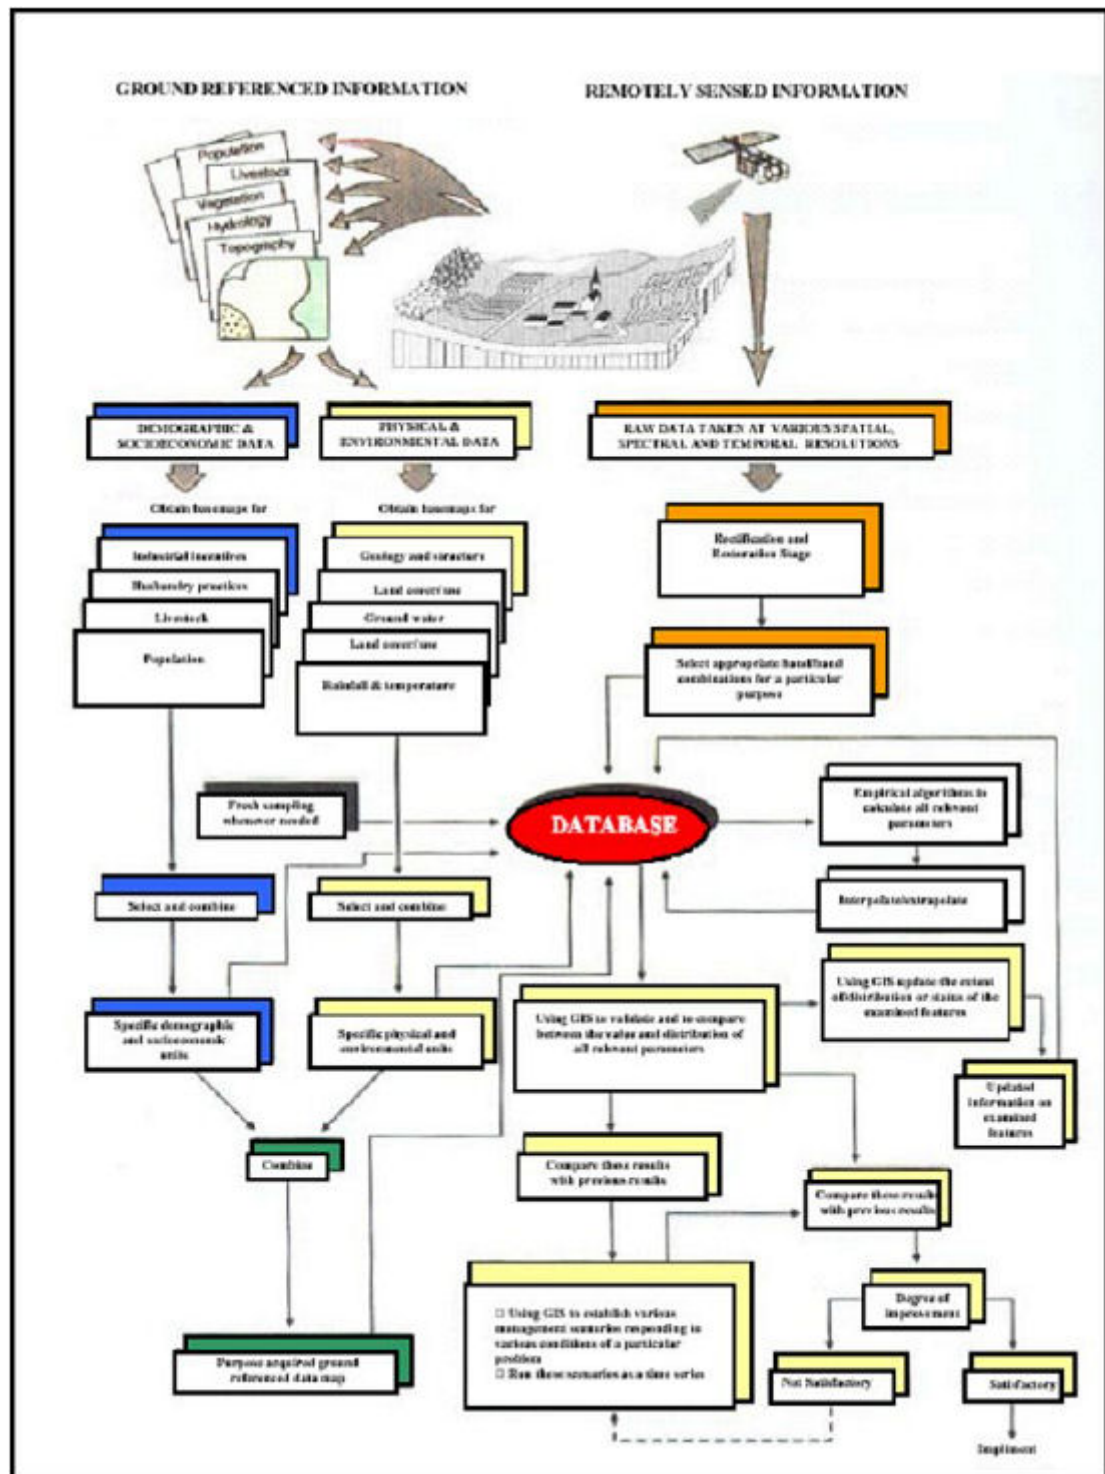 GROUND REFERENCED INFORMATION
REMOTELY SENSED INFORMATION
Population
Livestock
Vegetation
Hydrology
Topography
DEMOGRAPHIC &
SOCIOECONOMIC DATA
PHYSICAL &
ENVIRONMENTAL DATA
RAW DATA TAKEN AT VARIOUS SPATIAL,
SPECTRAL AND TEMPORAL RESOLUTIONS
Obtain basemaps for
Obtain basemaps for
Industrial incentives
Husbandry practices
Livestock
Population
Geology and structure
Land cover/use
Ground water
Land cover/use
Rainfall & temperature
Rectification and
Restoration Stage
Select appropriate band/band
combinations for a particular
purpose
Fresh sampling
whenever needed
DATABASE
Empirical algorithms to
calculate all relevant
parameters
Interpolate/extrapolate
Select and combine
Select and combine
Using GIS update the extent
of/distribution or status of the
examined features
Specific demographic
and socioeconomic
units
Specific physical and
environmental units
Using GIS to validate and to compare
between the value and distribution of
all relevant parameters
Updated
information on
examined
features
Combine
Compare these results
with previous results
Compare these results
with previous results
Degree of
improvement
Using GIS to establish various
management scenarios responding to
various conditions of a particular
problem
Run these scenarios as a time series
Purpose acquired ground
referenced data map
Not Satisfactory
Satisfactory
Impliment